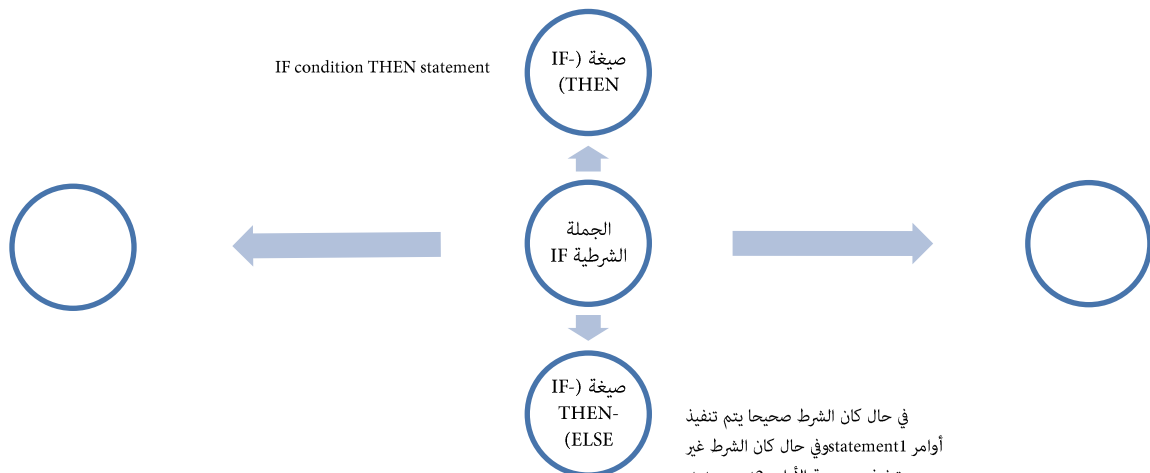 صيغة (IF-
THEN)
IF condition THEN statement
الجملة
الشرطية IF
صيغة (IF-
THEN-
ELSE)
في حال كان الشرط صحيحا يتم تنفيذ
أوامر statement1وفي حال كان الشرط غير